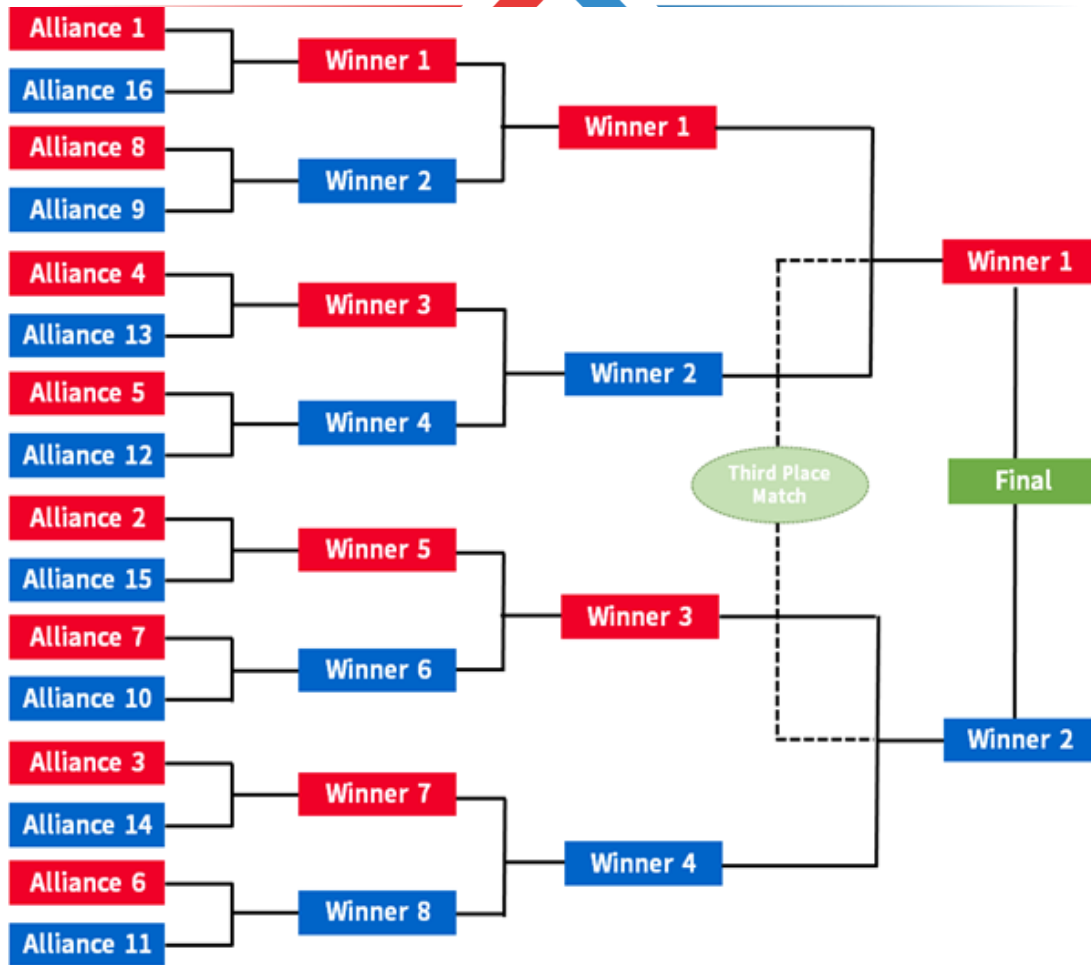 Alliance 1
Alliance 16
Alliance 8
Alliance 9
Alliance 4
Alliance 13
Alliance 5
Alliance 12
Alliance 2
Alliance 15
Alliance 7
Alliance 10
Alliance 3
Alliance 14
Alliance 6
Alliance 11
Winner 1
Winner 2
Winner 3
Winner 4
Winner 5
Winner 6
Winner 7
Winner 8
Winner 1
Winner 2
Winner 3
Winner 4
Third Place
Match
Winner 1
Final
Winner 2